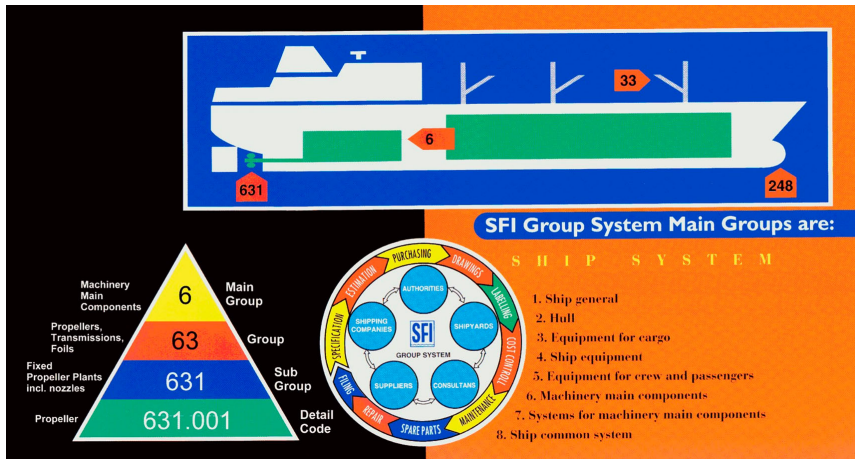 33
6
631
248
SFI Group System Main Groups are:
SHIP SYSTEM
1. Ship general
2. Hull
3. Equipment for cargo
4. Ship equipment
5. Equipment for crew and passengers
6. Machinery main components
7. Systems for machinery main components
8. Ship common system
Machinery
Main
Components
6
Main
Group
Propellers,
Transmissions,
Foils
63
Group
Fixed
Propeller Plants
incl. nozzles
631
Sub
Group
Propeller
631.001
Detail
Code
PURCHASING
DRAWINGS
LABELLING
COST CONTROLL
MAINTENANCE
SPARE PARTS
REPAIR
FILING
SPECIFICATION
ESTIMATION
AUTHORITIES
SHIPYARDS
CONSULTANS
SUPPLIERS
SHIPPING
COMPANIES
SFI
GROUP SYSTEM